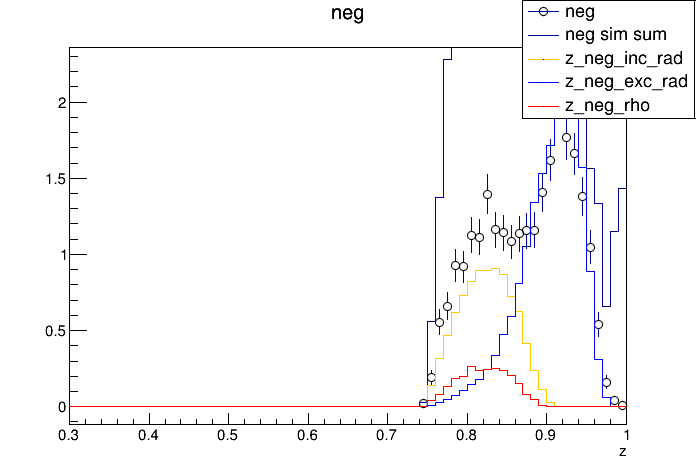 neg
neg
neg sim sum
z_neg_inc_rad
z_neg_exc_rad
z_neg_rho
2
1.5
1
0.5
0
0.3 0.4 0.5 0.6 0.7 0.8 0.9 1
z